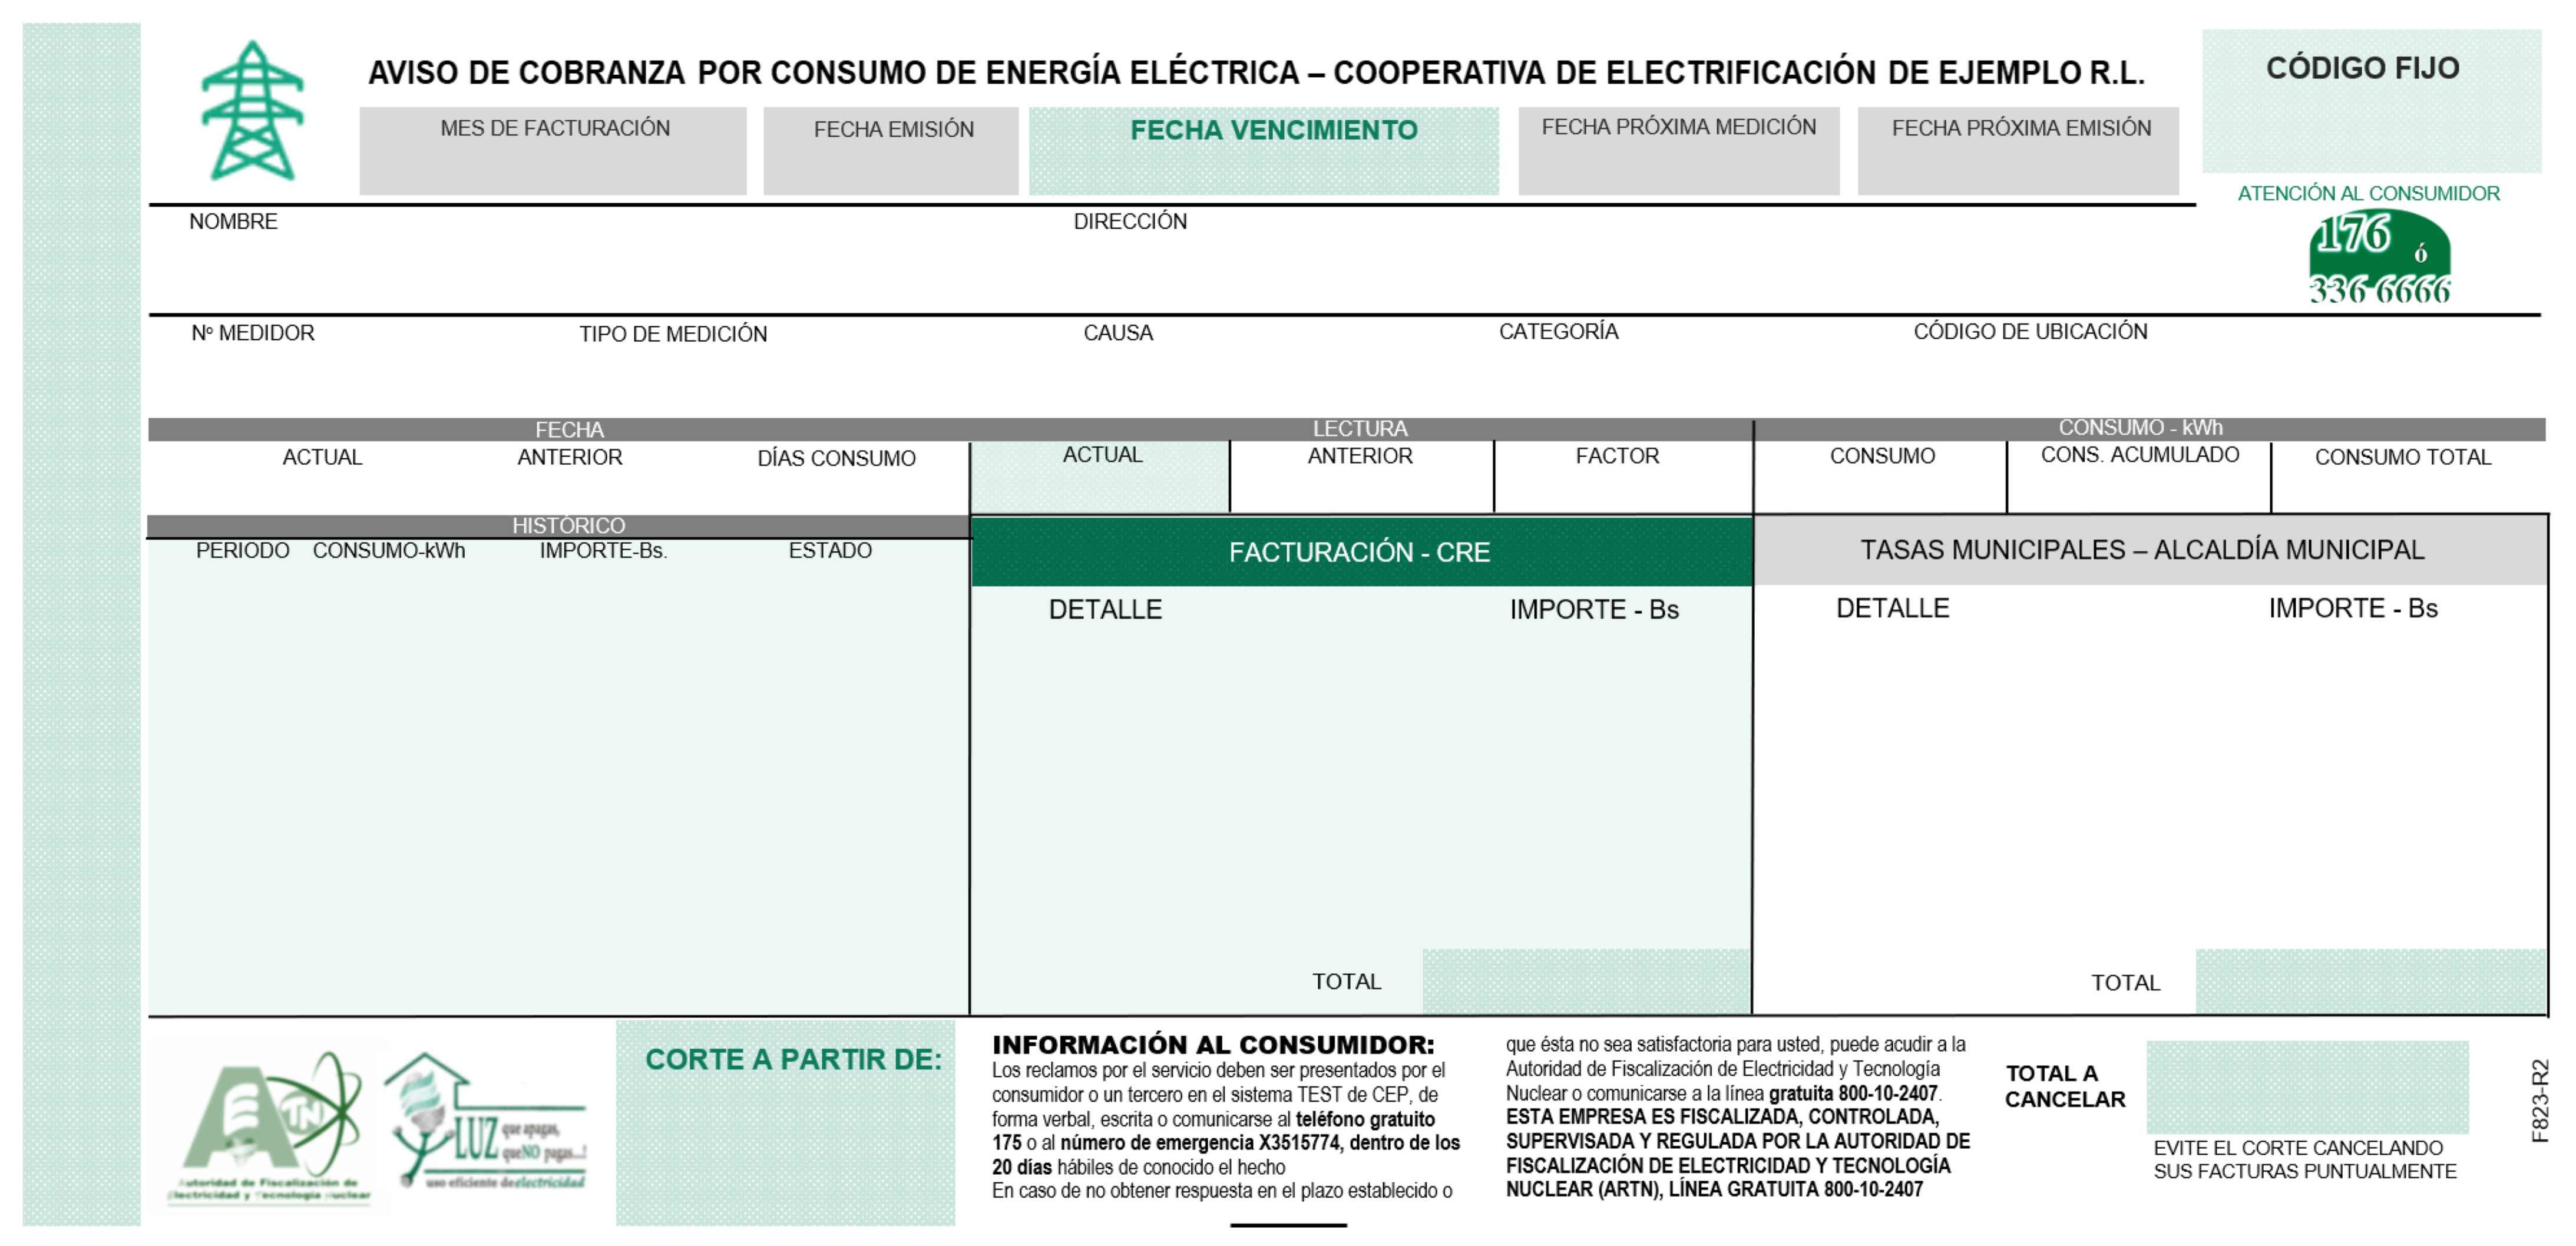 AVISO DE COBRANZA POR CONSUMO DE ENERGÍA ELÉCTRICA – COOPERATIVA DE ELECTRIFICACIÓN DE EJEMPLO R.L.
CÓDIGO FIJO
MES DE FACTURACIÓN
FECHA EMISIÓN
FECHA VENCIMIENTO
FECHA PRÓXIMA MEDICIÓN
FECHA PRÓXIMA EMISIÓN
ATENCIÓN AL CONSUMIDOR
176 ó
336-6666
NOMBRE
DIRECCIÓN
Nº MEDIDOR
TIPO DE MEDICIÓN
CAUSA
CATEGORÍA
CÓDIGO DE UBICACIÓN
FECHA
LECTURA
CONSUMO - kWh
ACTUAL
ANTERIOR
DÍAS CONSUMO
ACTUAL
ANTERIOR
FACTOR
CONSUMO
CONS. ACUMULADO
CONSUMO TOTAL
HISTÓRICO
PERIODO
CONSUMO-kWh
IMPORTE-Bs.
ESTADO
FACTURACIÓN - CRE
DETALLE
IMPORTE - Bs
TOTAL
TASAS MUNICIPALES – ALCALDÍA MUNICIPAL
DETALLE
IMPORTE - Bs
TOTAL
AETN
Autoridad de Fiscalización de
Electricidad y Tecnología Nuclear
LUZ que apagas,
queNO pagas...!
uso eficiente de electricidad
CORTE A PARTIR DE:
INFORMACIÓN AL CONSUMIDOR:
Los reclamos por el servicio deben ser presentados por el
consumidor o un tercero en el sistema TEST de CEP, de
forma verbal, escrita o comunicarse al teléfono gratuito
175 o al número de emergencia X3515774, dentro de los
20 días hábiles de conocido el hecho
En caso de no obtener respuesta en el plazo establecido o
que ésta no sea satisfactoria para usted, puede acudir a la
Autoridad de Fiscalización de Electricidad y Tecnología
Nuclear o comunicarse a la línea gratuita 800-10-2407.
ESTA EMPRESA ES FISCALIZADA, CONTROLADA,
SUPERVISADA Y REGULADA POR LA AUTORIDAD DE
FISCALIZACIÓN DE ELECTRICIDAD Y TECNOLOGÍA
NUCLEAR (ARTN), LÍNEA GRATUITA 800-10-2407
TOTAL A
CANCELAR
EVITE EL CORTE CANCELANDO
SUS FACTURAS PUNTUALMENTE
F823-R2